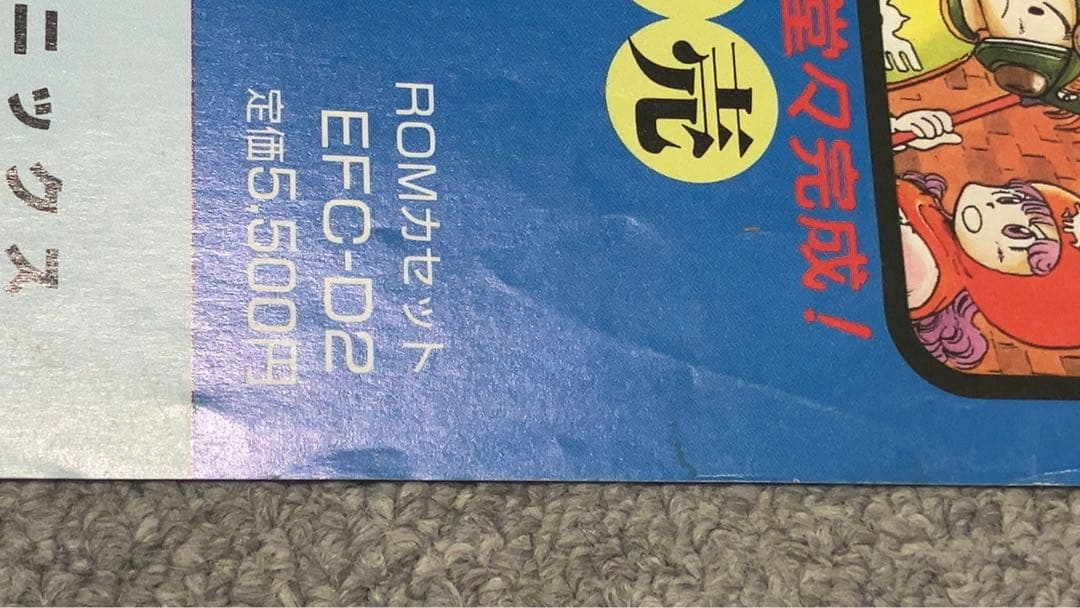 堂々完成！
売
ROMカセット
EFC-D2
定価5,500円
ニックス